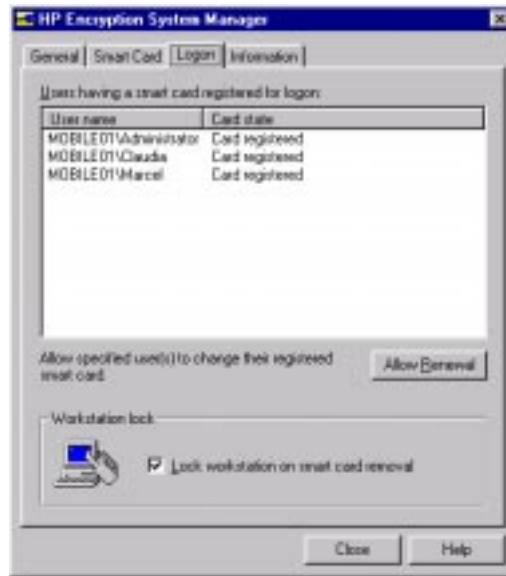 HP Encryption System Manager
General Smart Card Logon Information
Users having a smart card registered for logon:
User name Card state
MOBILE01\Administrator Card registered
MOBILE01\Claudia Card registered
MOBILE01\Marcel Card registered
Allow specified user(s) to change their registered
smart card.
Allow Renewal
Workstation lock
Lock workstation on smart card removal
Close Help